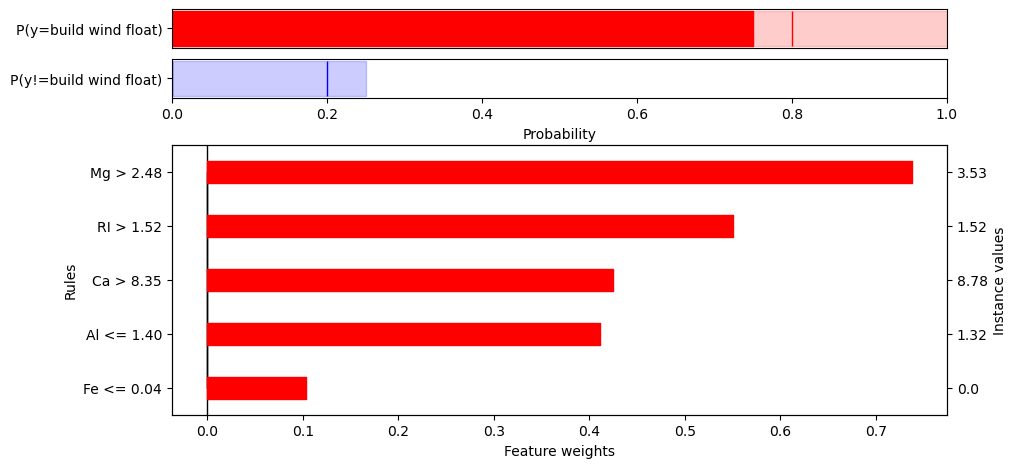 P(y=build wind float)
P(y!=build wind float)
0.0 0.2 0.4 0.6 0.8 1.0
Probability
Mg > 2.48 3.53
RI > 1.52 1.52
Ca > 8.35 8.78
Al <= 1.40 1.32
Fe <= 0.04 0.0
Rules
Instance values
0.0 0.1 0.2 0.3 0.4 0.5 0.6 0.7
Feature weights